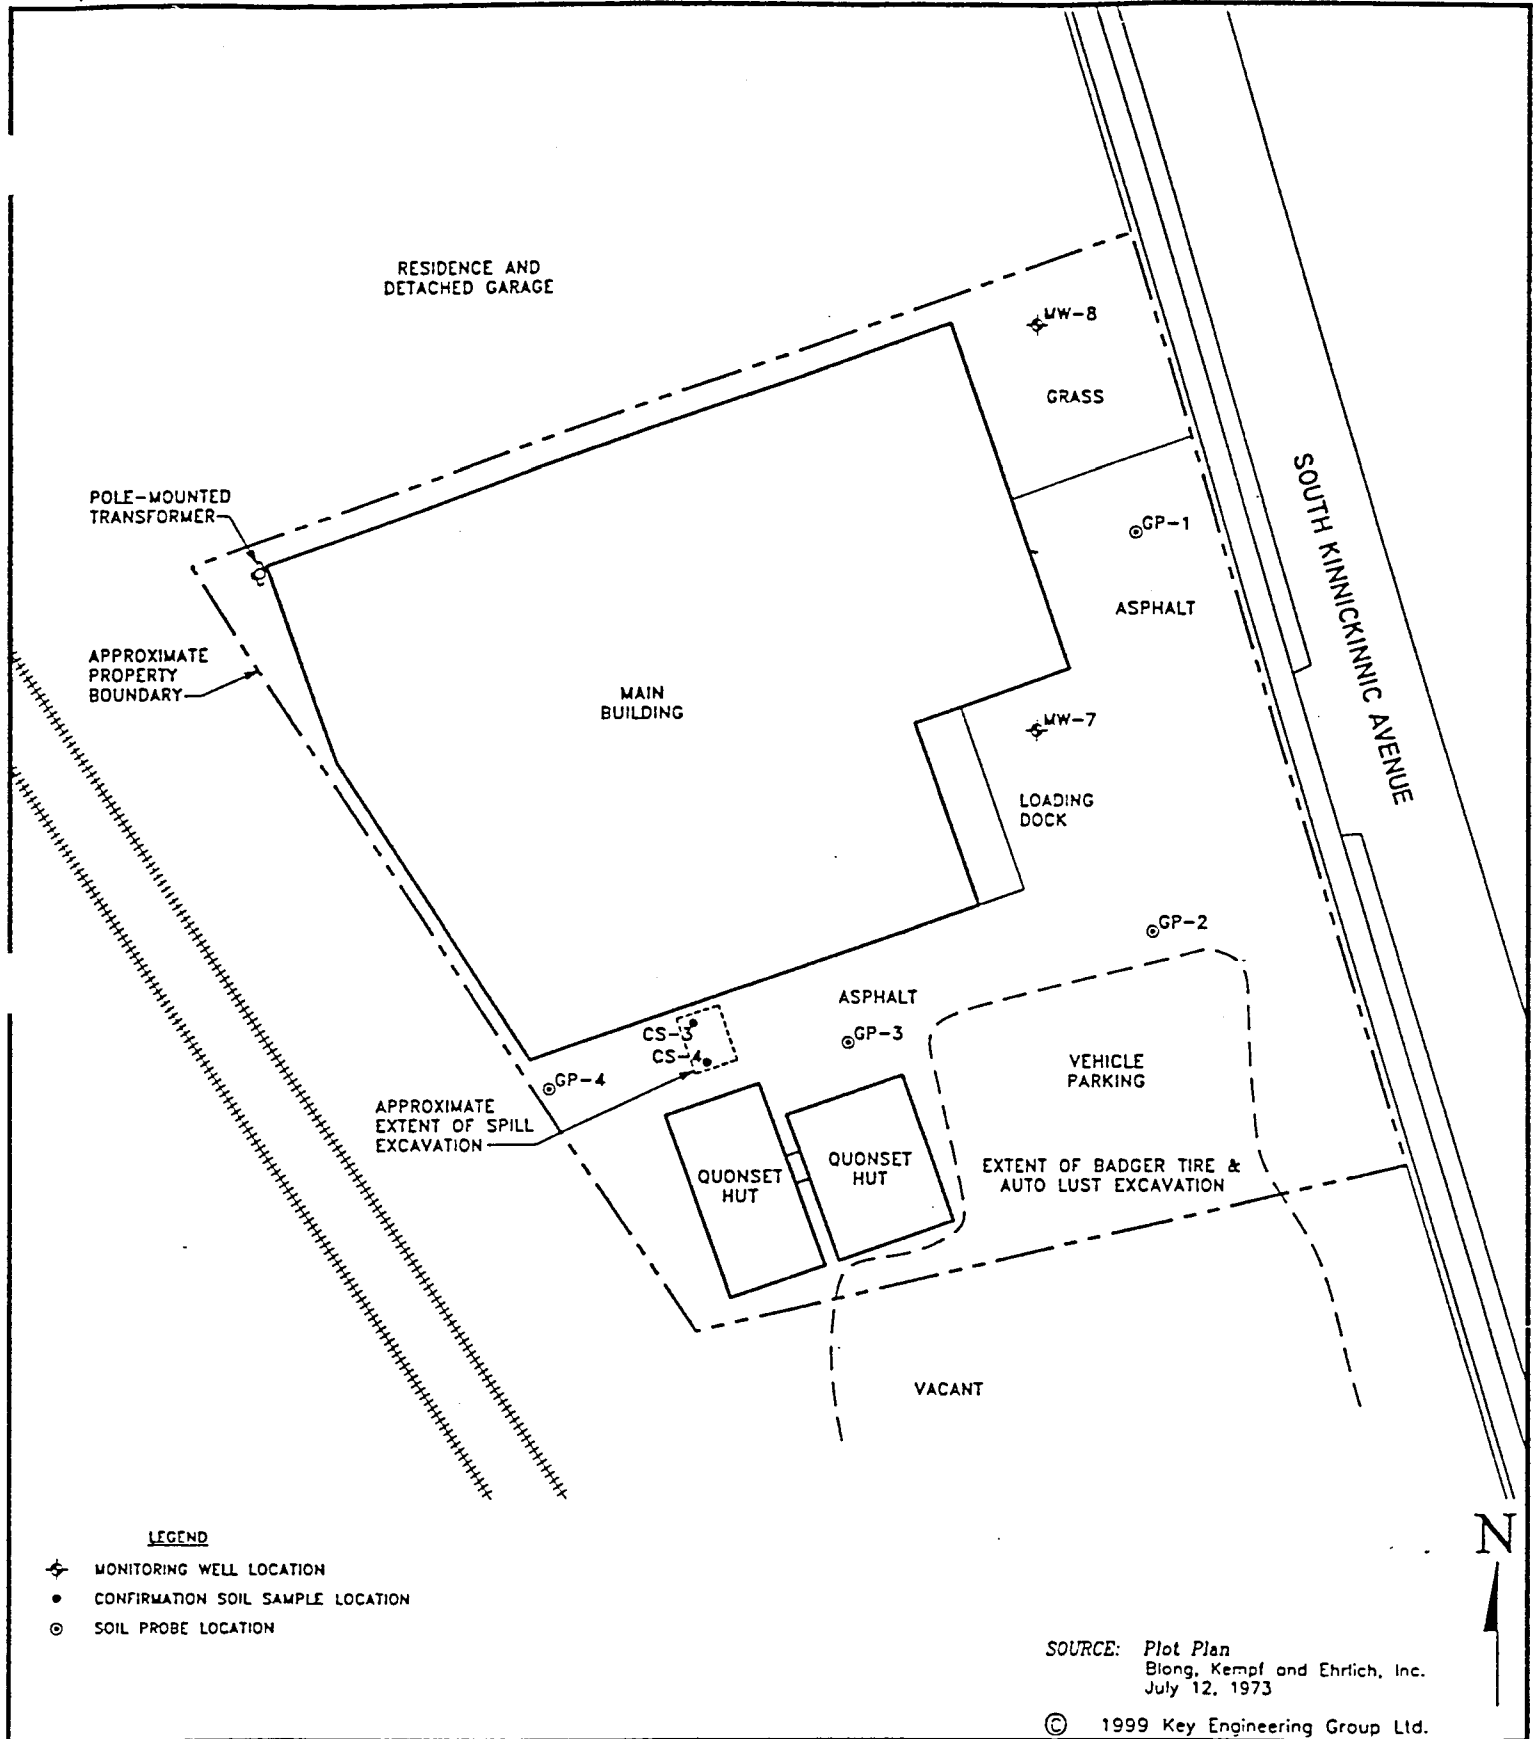 RESIDENCE AND
DETACHED GARAGE
MW-8
GRASS
POLE-MOUNTED
TRANSFORMER
GP-1
SOUTH KINNICKINNIC AVENUE
ASPHALT
APPROXIMATE
PROPERTY
BOUNDARY
MAIN
BUILDING
MW-7
LOADING
DOCK
GP-2
ASPHALT
CS-3
GP-3
CS-4
VEHICLE
PARKING
GP-4
APPROXIMATE
EXTENT OF SPILL
EXCAVATION
QUONSET
HUT
QUONSET
HUT
EXTENT OF BADGER TIRE &
AUTO LUST EXCAVATION
VACANT
LEGEND
MONITORING WELL LOCATION
CONFIRMATION SOIL SAMPLE LOCATION
SOIL PROBE LOCATION
N
SOURCE: Plot Plan
Blong, Kempf and Ehrlich, Inc.
July 12, 1973
© 1999 Key Engineering Group Ltd.